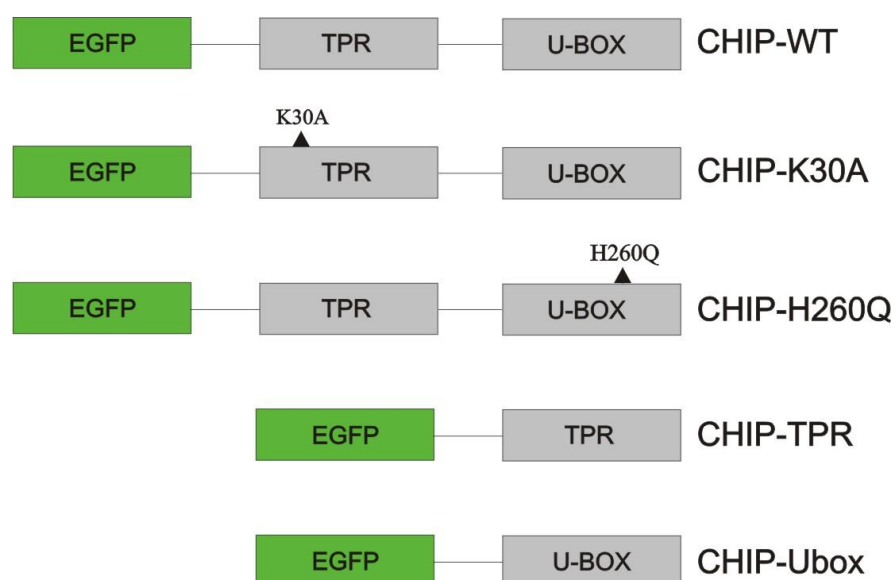 EGFP TPR U-BOX CHIP-WT
K30A
EGFP TPR U-BOX CHIP-K30A
H260Q
EGFP TPR U-BOX CHIP-H260Q
EGFP TPR CHIP-TPR
EGFP U-BOX CHIP-Ubox